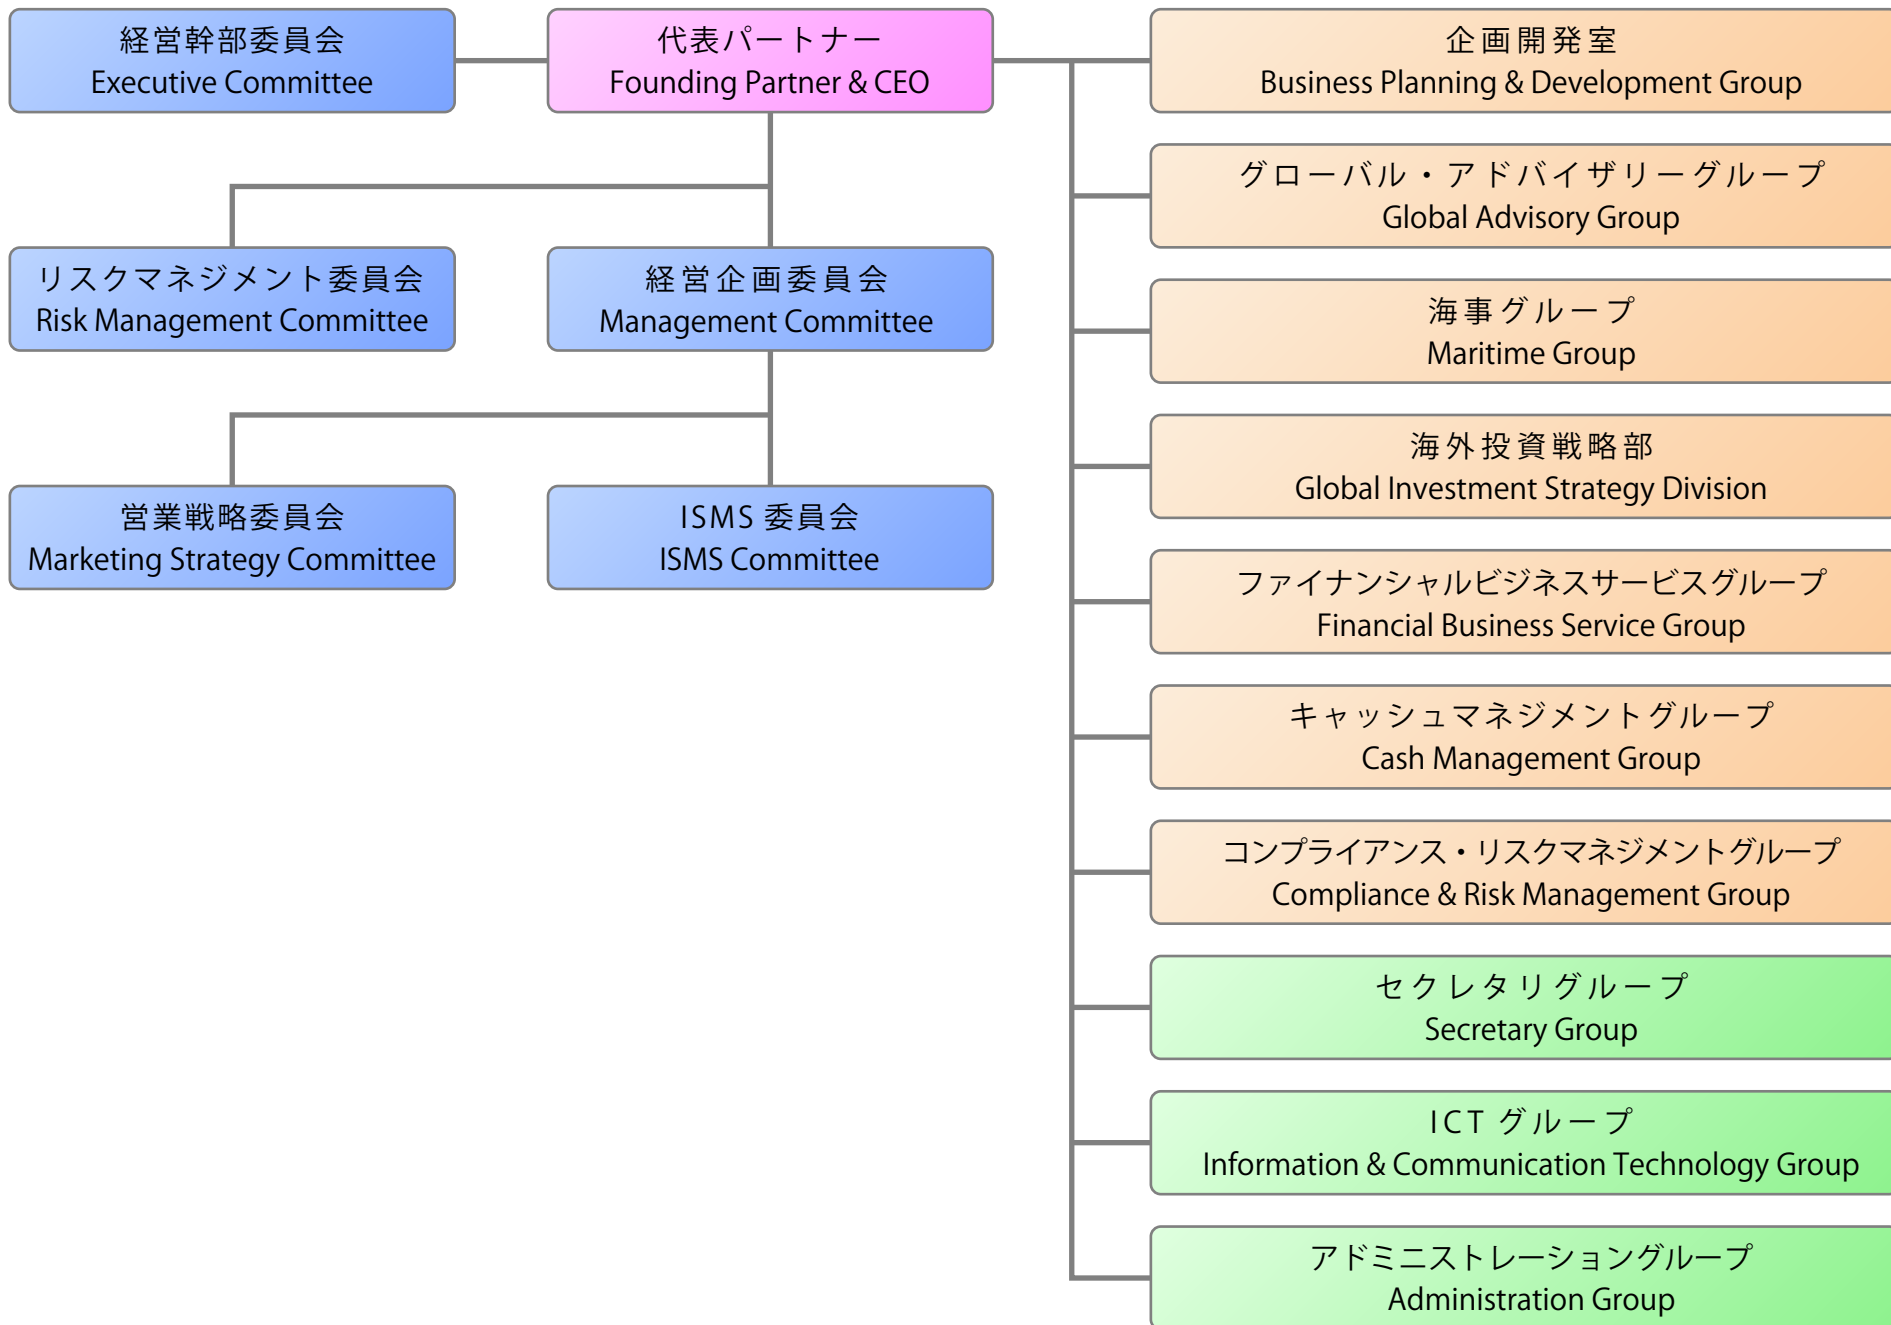 経営幹部委員会
Executive Committee
代表パートナー
Founding Partner & CEO
リスクマネジメント委員会
Risk Management Committee
経営企画委員会
Management Committee
営業戦略委員会
Marketing Strategy Committee
ISMS 委員会
ISMS Committee
企画開発室
Business Planning & Development Group
グローバル・アドバイザリーグループ
Global Advisory Group
海事グループ
Maritime Group
海外投資戦略部
Global Investment Strategy Division
ファイナンシャルビジネスサービスグループ
Financial Business Service Group
キャッシュマネジメントグループ
Cash Management Group
コンプライアンス・リスクマネジメントグループ
Compliance & Risk Management Group
セクレタリグループ
Secretary Group
ICT グループ
Information & Communication Technology Group
アドミニストレーショングループ
Administration Group